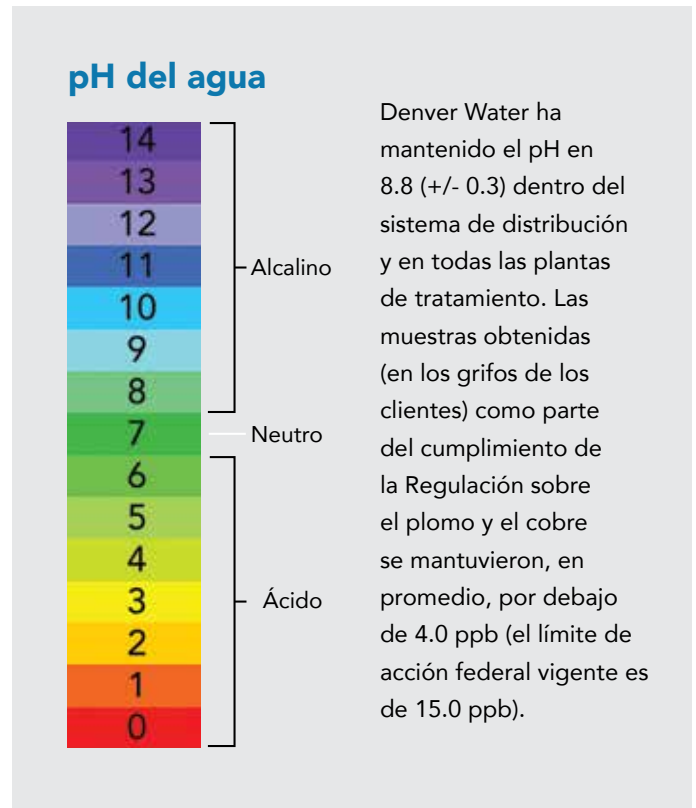 pH del agua
14
13
12
11
10
9
8
7
6
5
4
3
2
1
0
Alcalino
Neutro
Ácido
Denver Water ha
mantenido el pH en
8.8 (+/- 0.3) dentro del
sistema de distribución
y en todas las plantas
de tratamiento. Las
muestras obtenidas
(en los grifos de los
clientes) como parte
del cumplimiento de
la Regulación sobre
el plomo y el cobre
se mantuvieron, en
promedio, por debajo
de 4.0 ppb (el límite de
acción federal vigente es
de 15.0 ppb).